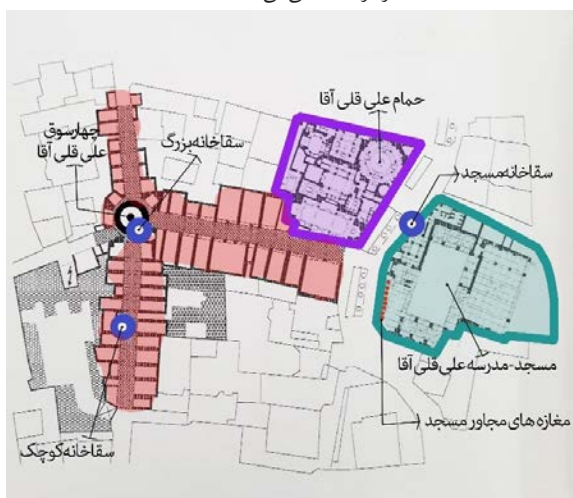 حمام علی قلی آقا
چهارسوق
علی قلی آقا
سقاخانه بزرگ
سقاخانه مسجد
مسجد-مدرسه علی قلی آقا
مغازه های مجاور مسجد
سقاخانه کوچک